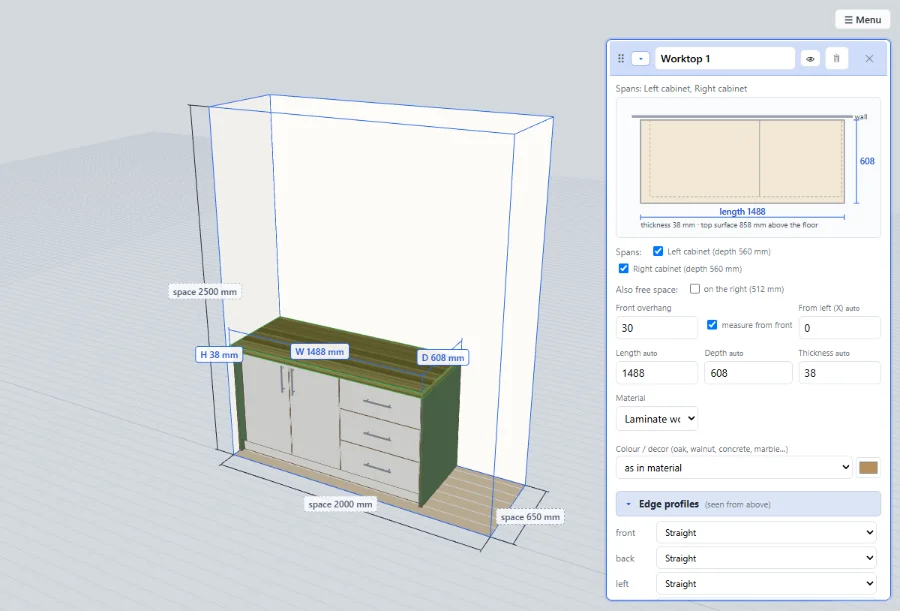 ☰ Menu
Worktop 1
Spans: Left cabinet, Right cabinet
wall
608
length 1488
thickness 38 mm · top surface 858 mm above the floor
Spans: Left cabinet (depth 560 mm)
Right cabinet (depth 560 mm)
Also free space: on the right (512 mm)
Front overhang
30
measure from front
From left (X) auto
0
Length auto
1488
Depth auto
608
Thickness auto
38
Material
Laminate wo
Colour / decor (oak, walnut, concrete, marble...)
as in material
Edge profiles (seen from above)
front Straight
back Straight
left Straight
space 2500 mm
H 38 mm
W 1488 mm
D 608 mm
space 2000 mm
space 650 mm